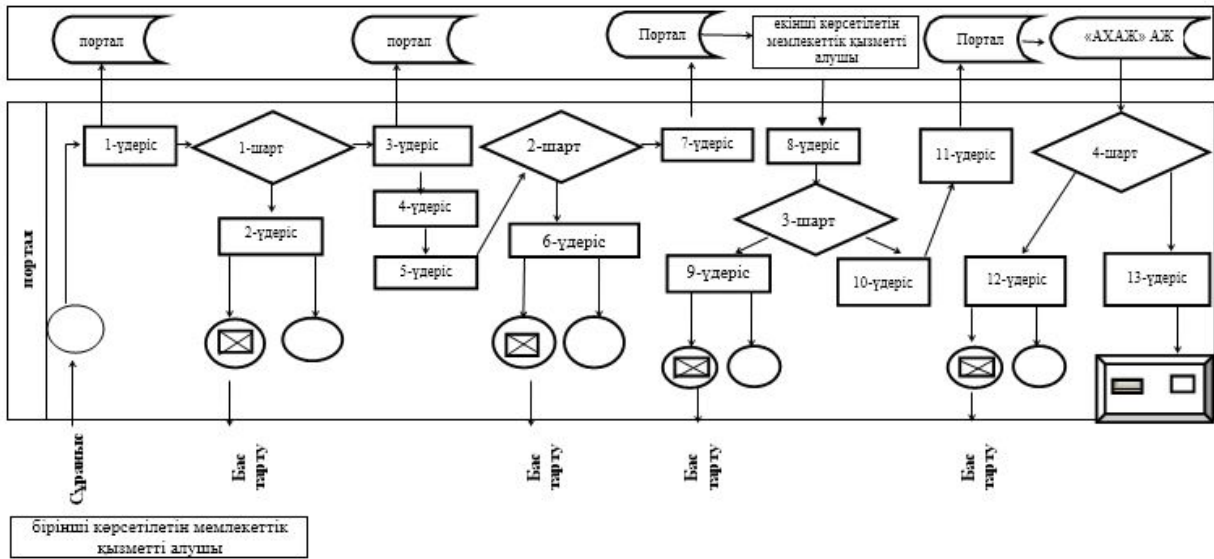 портал
портал
Портал
екінші көрсетілетін
мемлекеттік қызметті
алушы
Портал
«АХАЖ» АЖ
1-үдеріс
1-шарт
3-үдеріс
2-шарт
7-үдеріс
8-үдеріс
11-үдеріс
4-шарт
4-үдеріс
2-үдеріс
6-үдеріс
3-шарт
5-үдеріс
9-үдеріс
10-үдеріс
12-үдеріс
13-үдеріс
портал
Сұраныс
Бас
тарту
Бас
тарту
Бас
тарту
Бас
тарту
бірінші көрсетілетін мемлекеттік
қызметті алушы